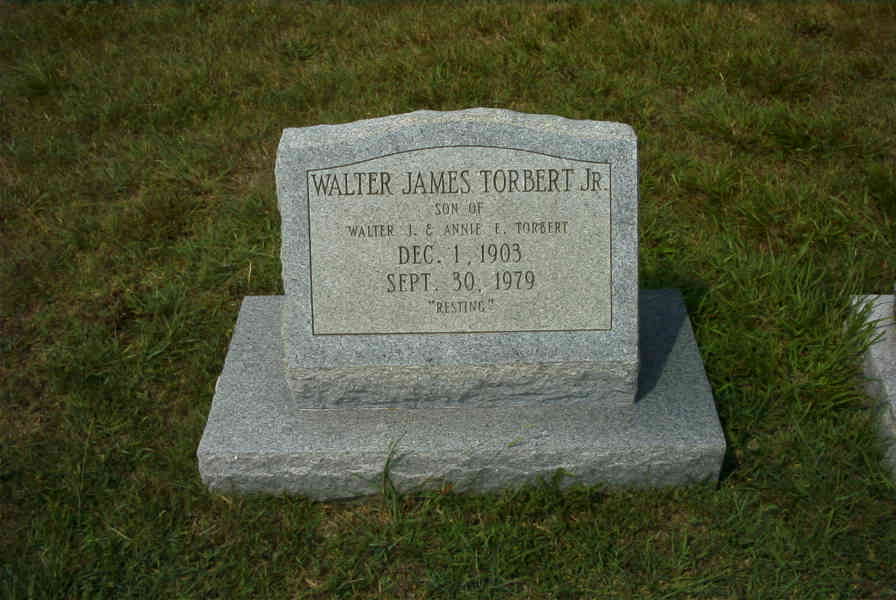 WALTER JAMES TORBERT JR.
SON OF
WALTER J. & ANNIE E. TORBERT
DEC. 1, 1903
SEPT. 30, 1979
"RESTING"